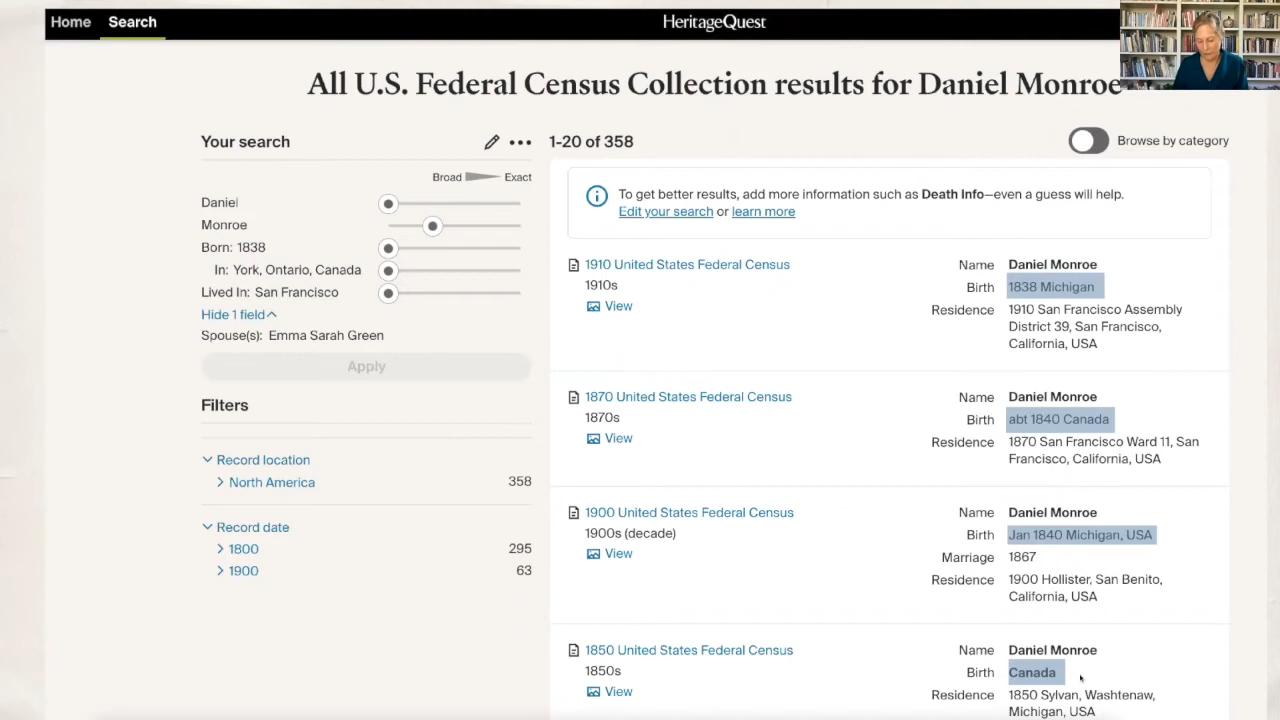 Home Search HeritageQuest
All U.S. Federal Census Collection results for Daniel Monroe
Your search
Broad Exact
Daniel
Monroe
Born: 1838
In: York, Ontario, Canada
Lived In: San Francisco
Hide 1 field
Spouse(s): Emma Sarah Green
Apply
Filters
Record location
North America 358
Record date
1800 295
1900 63
1-20 of 358
Browse by category
To get better results, add more information such as Death Info—even a guess will help.
Edit your search or learn more
1910 United States Federal Census
1910s
View
Name Daniel Monroe
Birth 1838 Michigan
Residence 1910 San Francisco Assembly
District 39, San Francisco,
California, USA
1870 United States Federal Census
1870s
View
Name Daniel Monroe
Birth abt 1840 Canada
Residence 1870 San Francisco Ward 11, San
Francisco, California, USA
1900 United States Federal Census
1900s (decade)
View
Name Daniel Monroe
Birth Jan 1840 Michigan, USA
Marriage 1867
Residence 1900 Hollister, San Benito,
California, USA
1850 United States Federal Census
1850s
View
Name Daniel Monroe
Birth Canada
Residence 1850 Sylvan, Washtenaw,
Michigan, USA